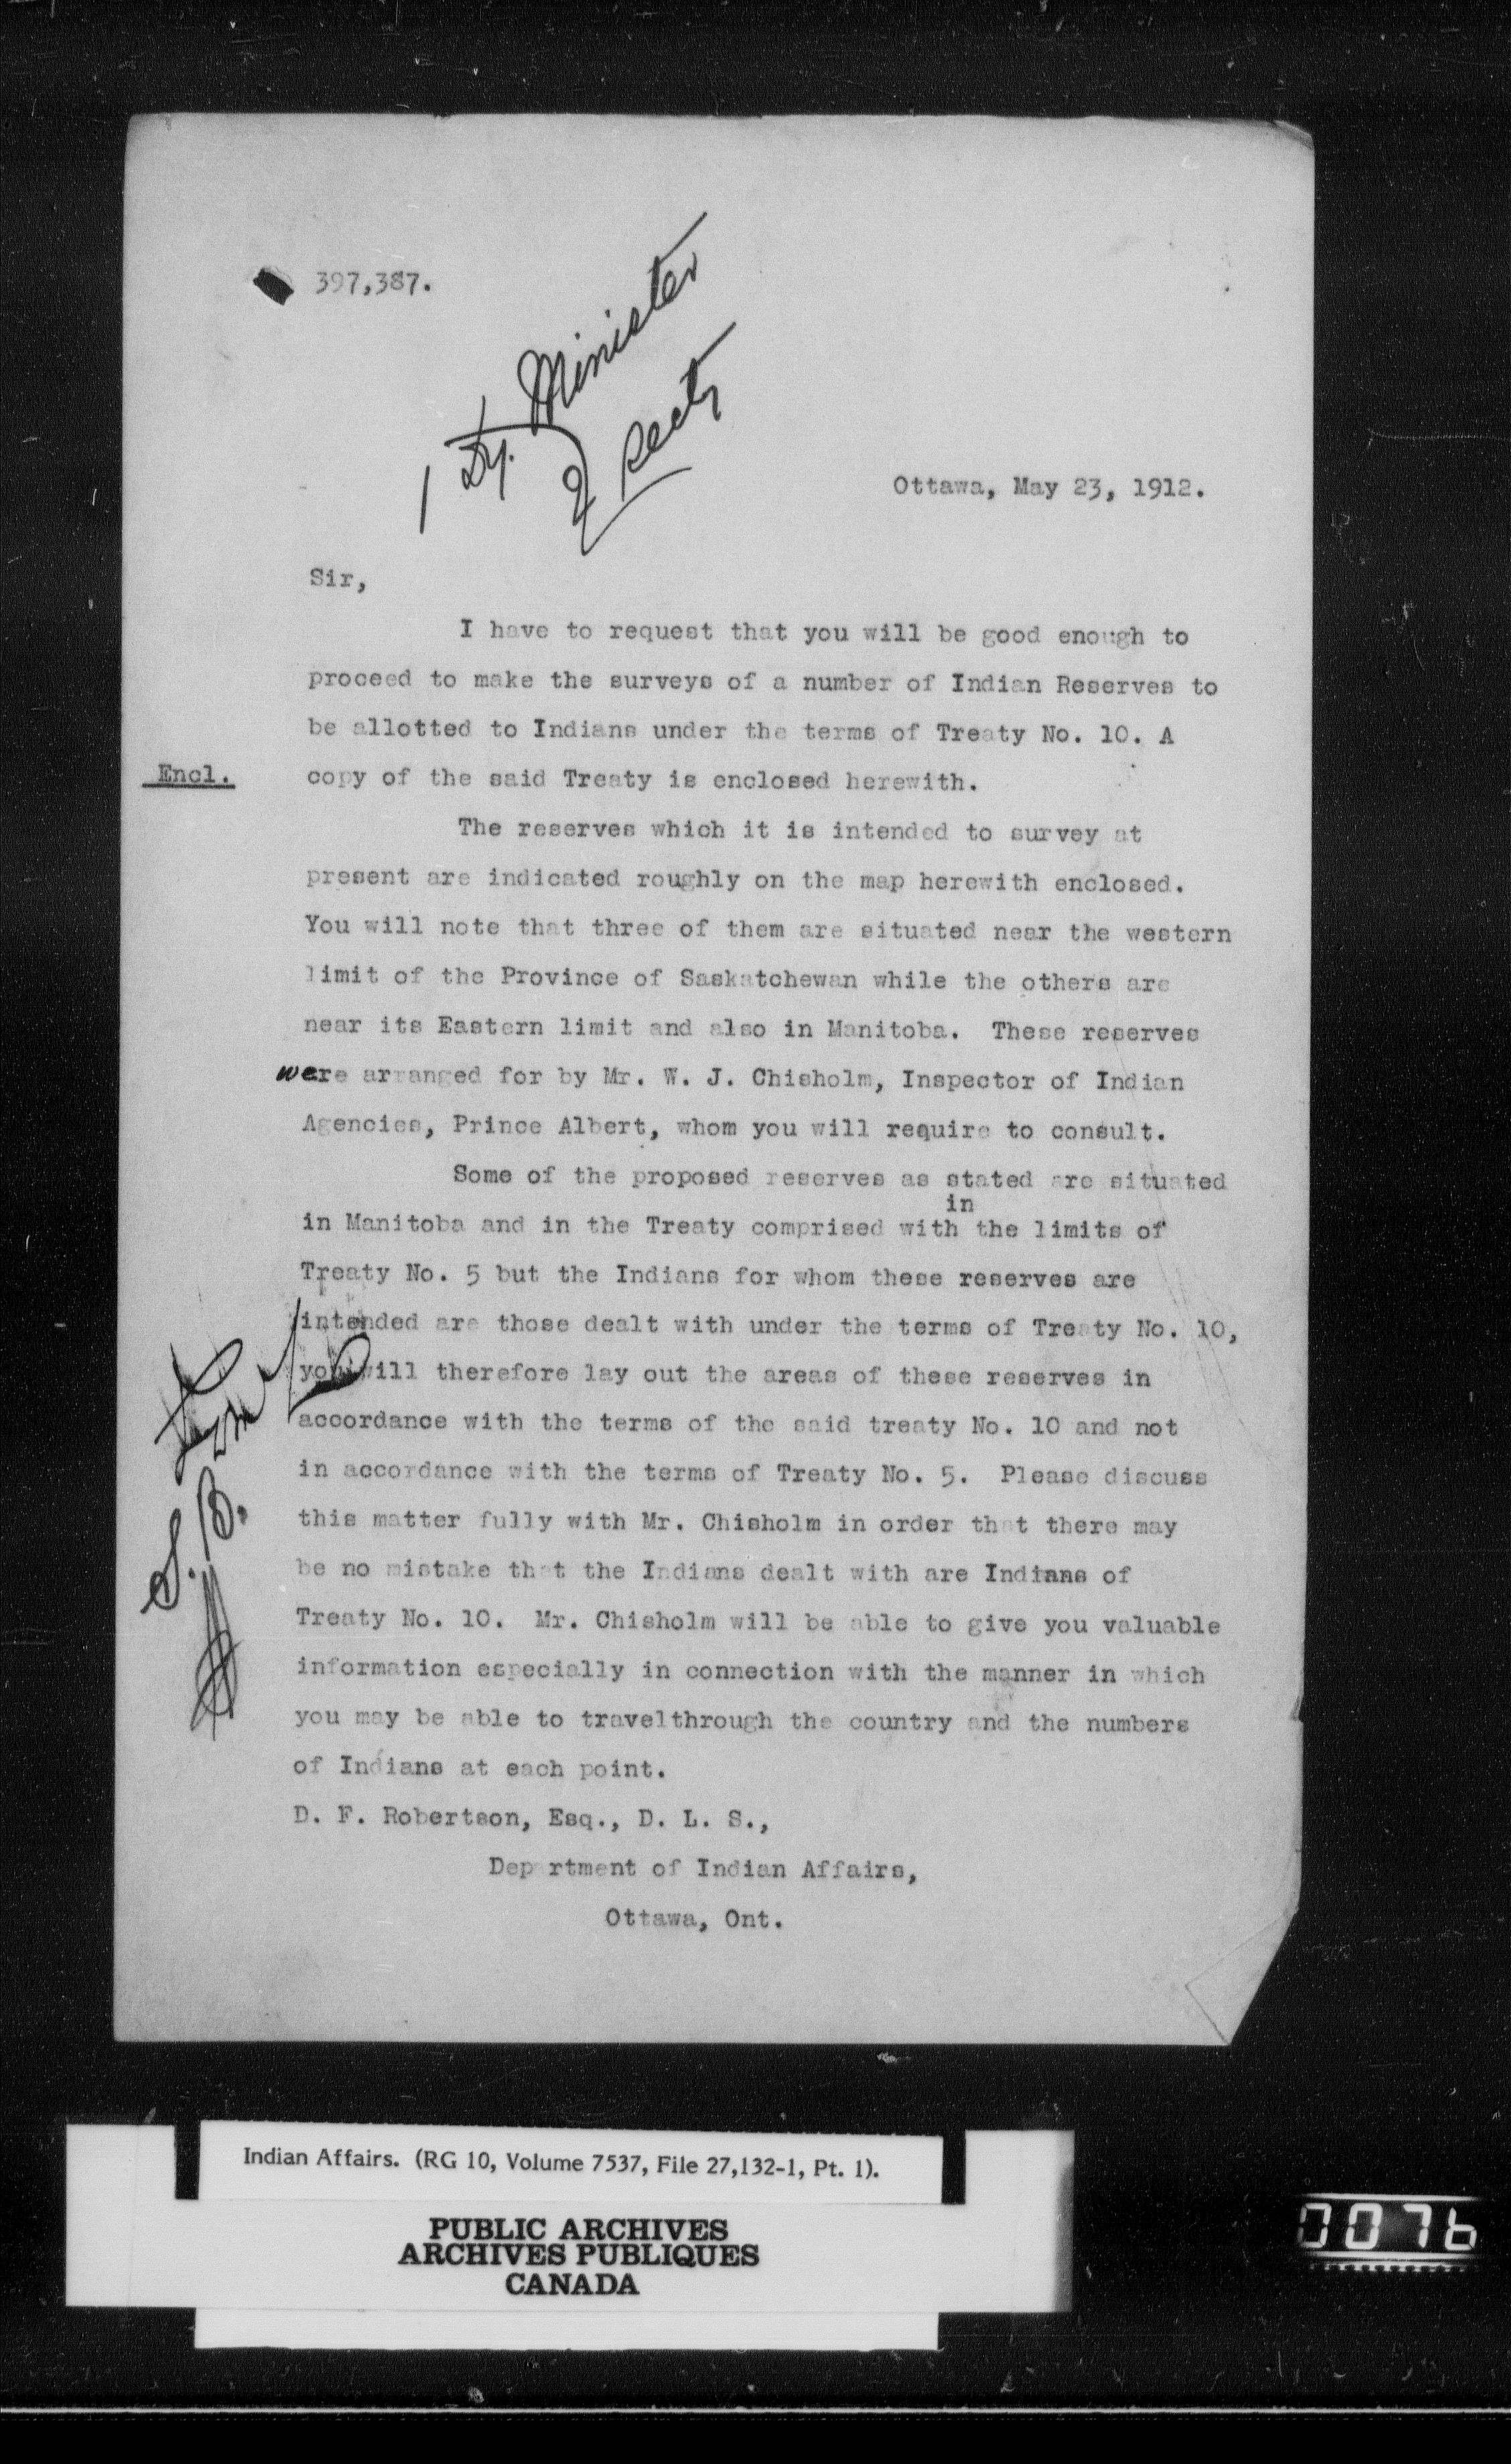 397,387.
1 Dy. Minister
2 Secty
Ottawa, May 23, 1912.
Sir,
I have to request that you will be good enough to
proceed to make the surveys of a number of Indian Reserves to
be allotted to Indians under the terms of Treaty No. 10. A
Encl. copy of the said Treaty is enclosed herewith.
The reserves which it is intended to survey at
present are indicated roughly on the map herewith enclosed.
You will note that three of them are situated near the western
limit of the Province of Saskatchewan while the others are
near its Eastern limit and also in Manitoba. These reserves
were arranged for by Mr. W. J. Chisholm, Inspector of Indian
Agencies, Prince Albert, whom you will require to consult.
Some of the proposed reserves as stated are situated
in
in Manitoba and in the Treaty comprised with the limits of
Treaty No. 5 but the Indians for whom these reserves are
intended are those dealt with under the terms of Treaty No. 10,
you will therefore lay out the areas of these reserves in
accordance with the terms of the said treaty No. 10 and not
in accordance with the terms of Treaty No. 5. Please discuss
this matter fully with Mr. Chisholm in order that there may
be no mistake that the Indians dealt with are Indians of
Treaty No. 10. Mr. Chisholm will be able to give you valuable
information especially in connection with the manner in which
you may be able to travelthrough the country and the numbers
of Indians at each point.
D. F. Robertson, Esq., D. L. S.,
Department of Indian Affairs,
Ottawa, Ont.
S. B.
Indian Affairs. (RG 10, Volume 7537, File 27,132-1, Pt. 1).
PUBLIC ARCHIVES
ARCHIVES PUBLIQUES
CANADA
0076